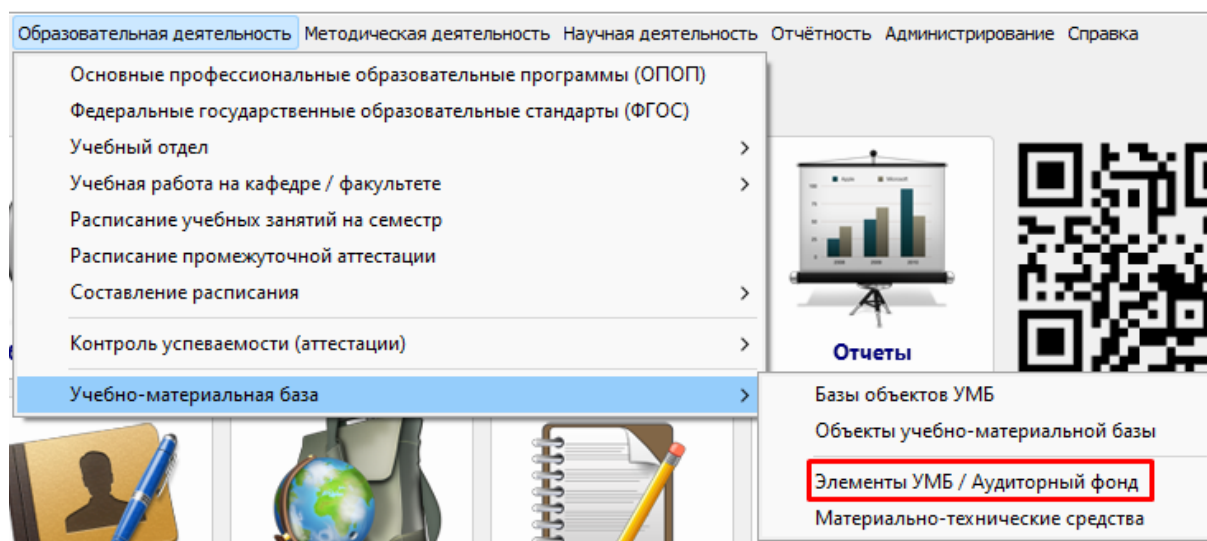 Образовательная деятельность Методическая деятельность Научная деятельность Отчётность Администрирование Справка
Основные профессиональные образовательные программы (ОПОП)
Федеральные государственные образовательные стандарты (ФГОС)
Учебный отдел
Учебная работа на кафедре / факультете
Расписание учебных занятий на семестр
Расписание промежуточной аттестации
Составление расписания
Контроль успеваемости (аттестации)
Учебно-материальная база
Отчеты
Базы объектов УМБ
Объекты учебно-материальной базы
Элементы УМБ / Аудиторный фонд
Материально-технические средства